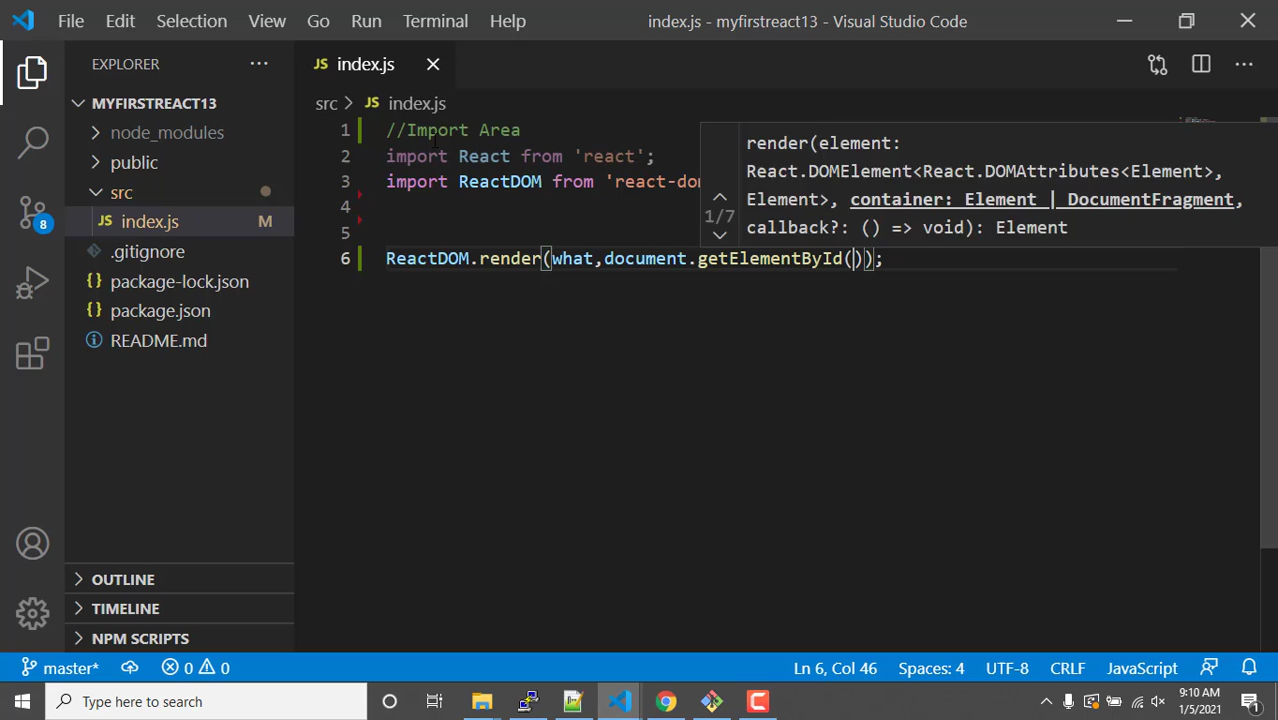 File Edit Selection View Go Run Terminal Help index.js - myfirstreact13 - Visual Studio Code
EXPLORER
JS index.js
MYFIRSTREACT13
src > JS index.js
node_modules
public
src
JS index.js M
.gitignore
{} package-lock.json
{} package.json
README.md
8
1 //Import Area
2 import React from 'react';
3 import ReactDOM from 'react-dom
4
5
6 ReactDOM.render(what,document.getElementById());
render(element:
React.DOMElement<React.DOMAttributes<Element>,
1/7
Element>, container: Element | DocumentFragment,
callback?: () => void): Element
OUTLINE
TIMELINE
NPM SCRIPTS
master* 0 0 Ln 6, Col 46 Spaces: 4 UTF-8 CRLF JavaScript
Type here to search
9:10 AM
1/5/2021
1